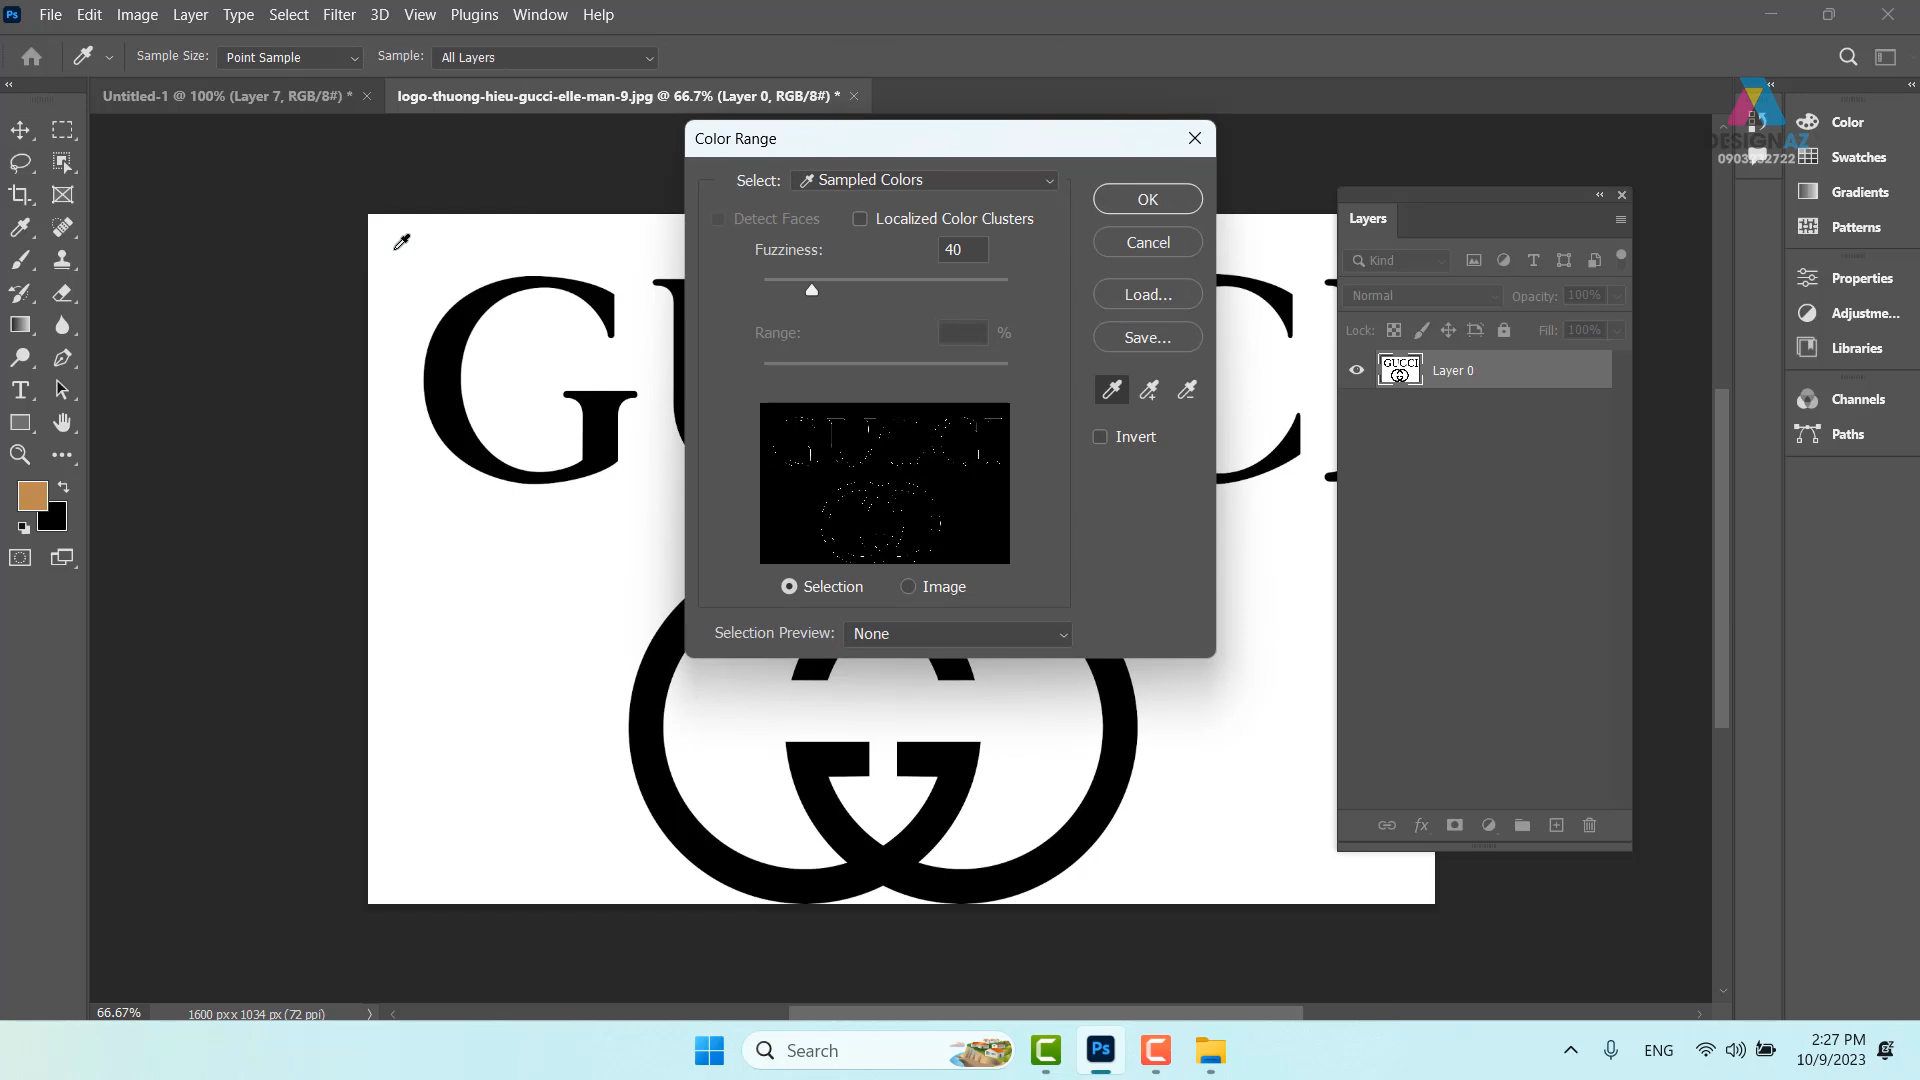 File Edit Image Layer Type Select Filter 3D View Plugins Window Help
Sample Size: Point Sample Sample: All Layers
Untitled-1 @ 100% (Layer 7, RGB/8#) *
logo-thuong-hieu-gucci-elle-man-9.jpg @ 66.7% (Layer 0, RGB/8#) *
Color Range
Select: Sampled Colors
Detect Faces Localized Color Clusters
Fuzziness: 40
Range: %
Selection Image
Selection Preview: None
OK
Cancel
Load...
Save...
Invert
GUCCI
Layers
Kind
Normal Opacity: 100%
Lock: Fill: 100%
GUCCI
Layer 0
fx
DESIGN AZ
Color
Swatches
Gradients
Patterns
Properties
Adjustme...
Libraries
Channels
Paths
66.67% 1600 px x 1034 px (72 ppi)
Search
Ps
ENG
2:27 PM
10/9/2023